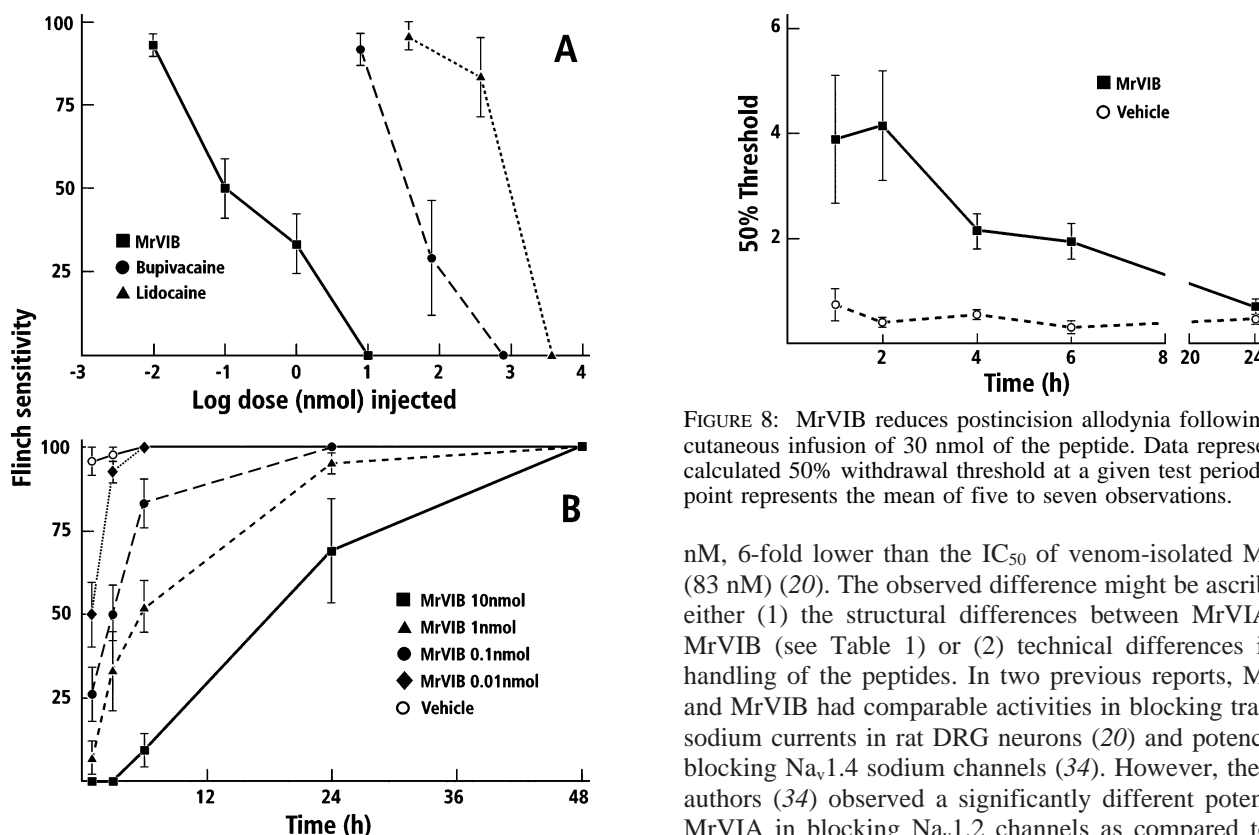 100
75
50
25
A
MrVIB
Bupivacaine
Lidocaine
-3 -2 -1 0 1 2 3 4
Log dose (nmol) injected
Flinch sensitivity
100
75
50
25
B
MrVIB 10nmol
MrVIB 1nmol
MrVIB 0.1nmol
MrVIB 0.01nmol
Vehicle
12 24 36 48
Time (h)
6
4
2
50% Threshold
MrVIB
Vehicle
2 4 6 8 20 24
Time (h)
FIGURE 8: MrVIB reduces postincision allodynia following
cutaneous infusion of 30 nmol of the peptide. Data
calculated 50% withdrawal threshold at a given test period
point represents the mean of five to seven observations.
nM, 6-fold lower than the IC50 of venom-isolated
(83 nM) (20). The observed difference might be
either (1) the structural differences between
MrVIB (see Table 1) or (2) technical differences
handling of the peptides. In two previous reports,
and MrVIB had comparable activities in blocking
sodium currents in rat DRG neurons (20) and
blocking Nav1.4 sodium channels (34). However,
authors (34) observed a significantly different
MrVIA in blocking Nav1.2 channels as compared